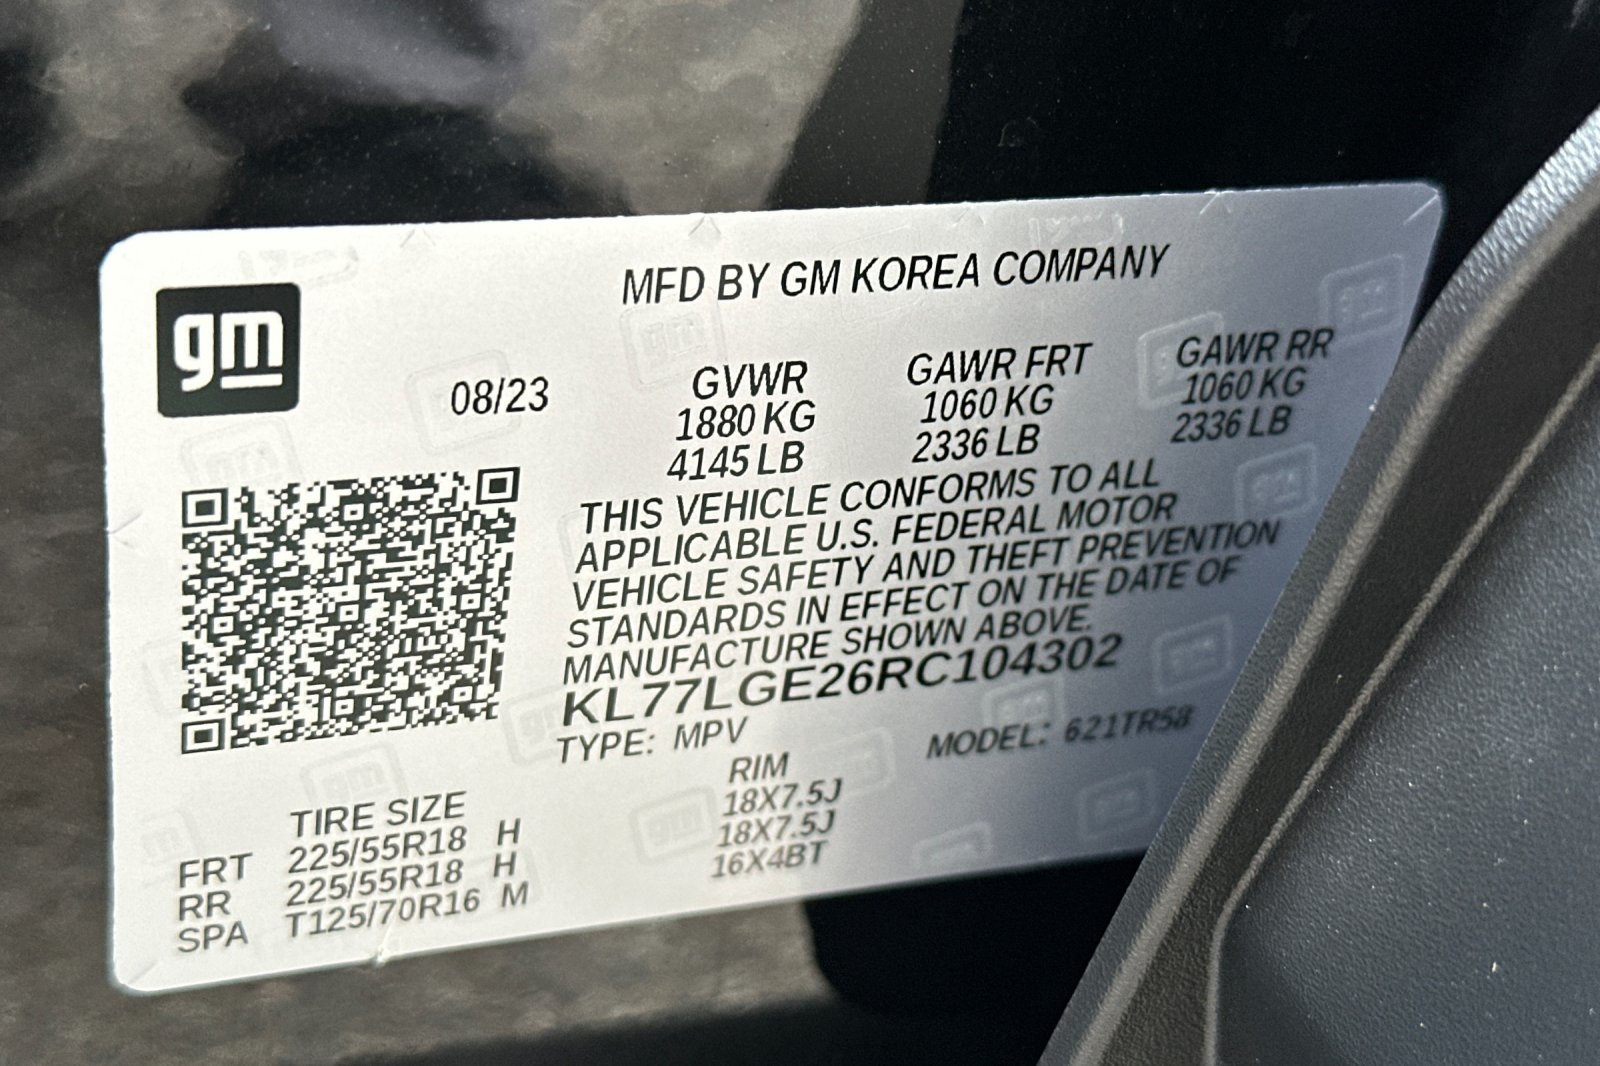 MFD BY GM KOREA COMPANY
gm
08/23
GVWR GAWR FRT GAWR RR
1880 KG 1060 KG 1060 KG
4145 LB 2336 LB 2336 LB
THIS VEHICLE CONFORMS TO ALL
APPLICABLE U.S. FEDERAL MOTOR
VEHICLE SAFETY AND THEFT PREVENTION
STANDARDS IN EFFECT ON THE DATE OF
MANUFACTURE SHOWN ABOVE.
KL77LGE26RC104302
TYPE: MPV MODEL: 621TR58
TIRE SIZE RIM
FRT 225/55R18 H 18X7.5J
RR 225/55R18 H 18X7.5J
SPA T125/70R16 M 16X4BT